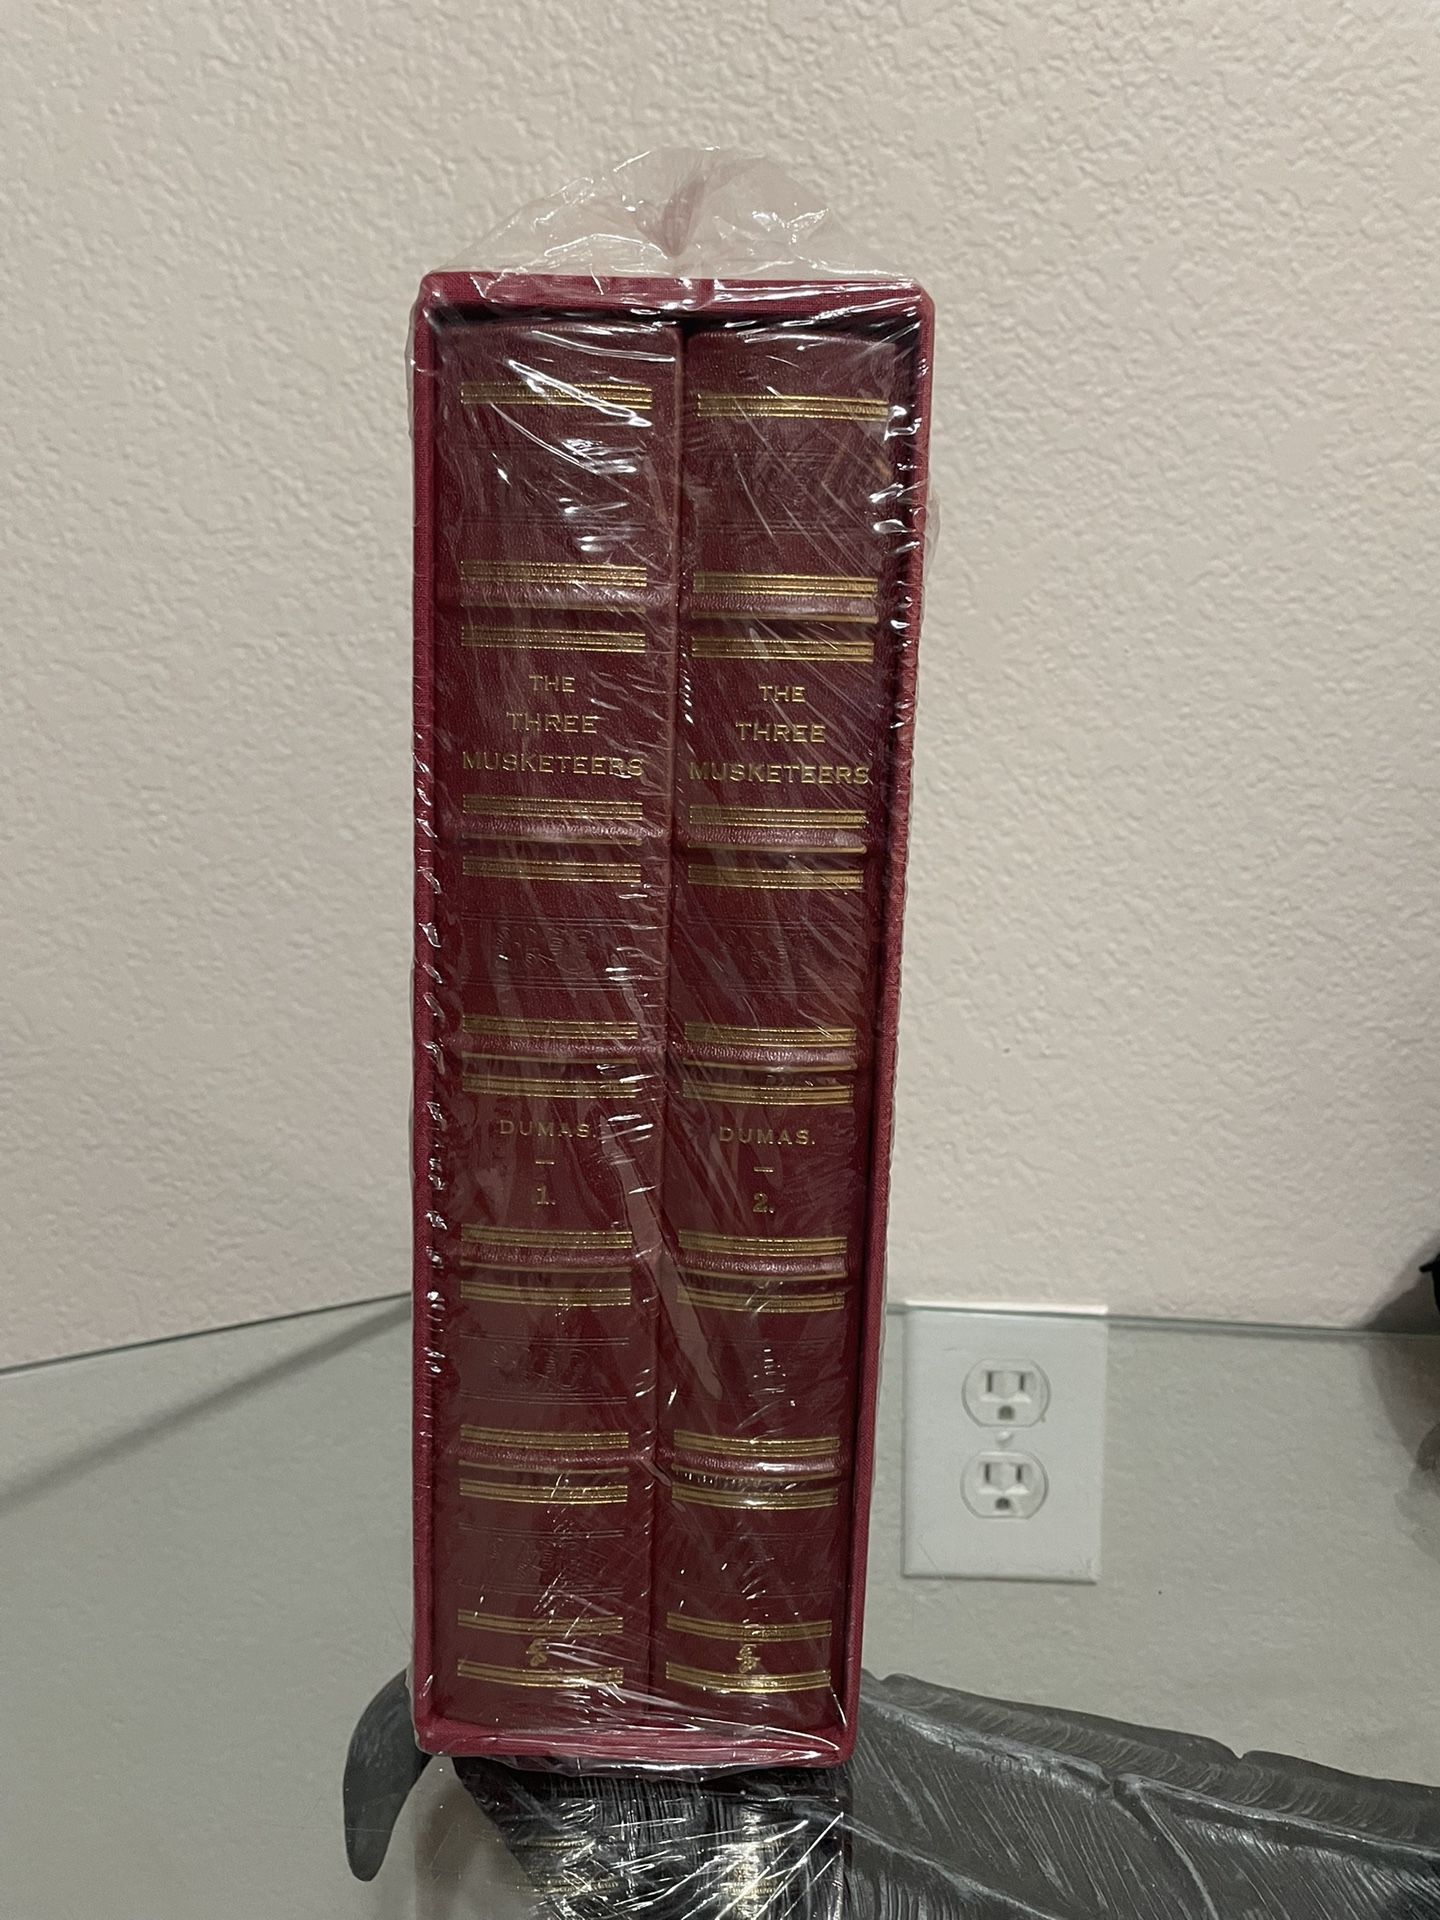 THE
THREE
MUSKETEERS
DUMAS.
1.
THE
THREE
MUSKETEERS
DUMAS.
2.